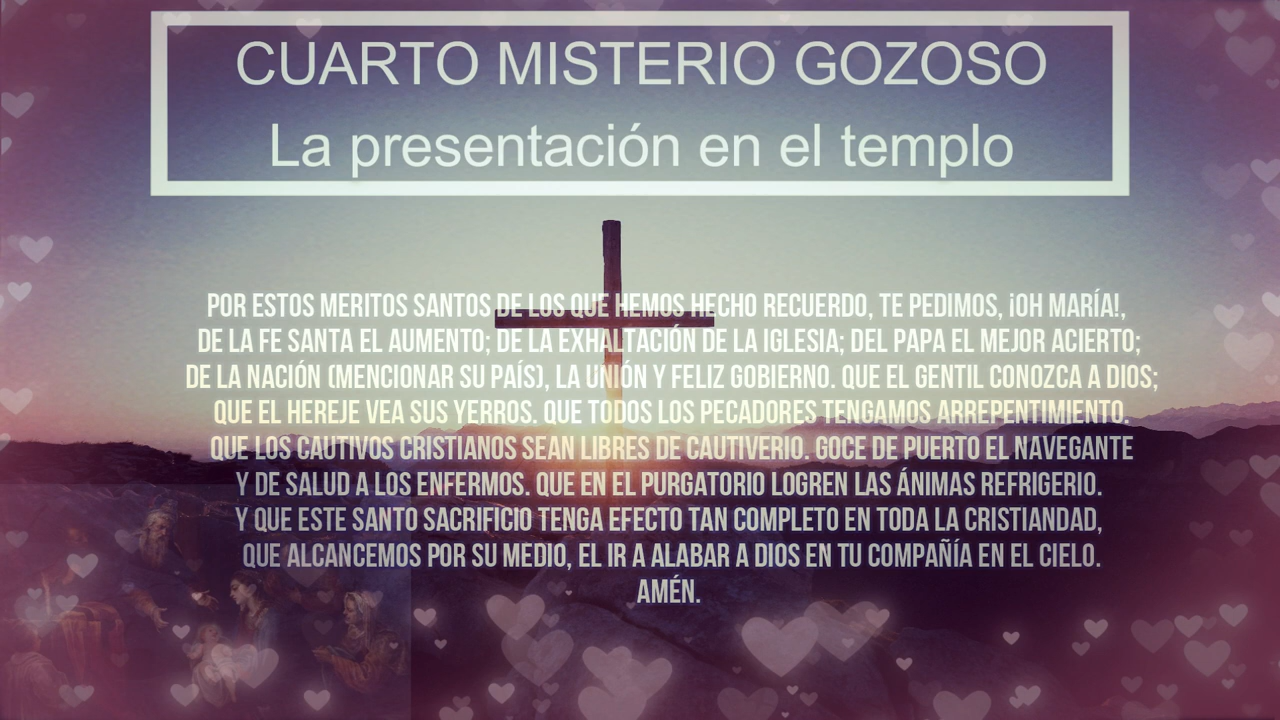 CUARTO MISTERIO GOZOSO
La presentación en el templo
POR ESTOS MERITOS SANTOS DE LOS QUE HEMOS HECHO RECUERDO, TE PEDIMOS, ¡OH MARÍA!,
DE LA FE SANTA EL AUMENTO; DE LA EXHALTACIÓN DE LA IGLESIA; DEL PAPA EL MEJOR ACIERTO;
DE LA NACIÓN (MENCIONAR SU PAÍS), LA UNIÓN Y FELIZ GOBIERNO. QUE EL GENTIL CONOZCA A DIOS;
QUE EL HEREJE VEA SUS YERROS. QUE TODOS LOS PECADORES TENGAMOS ARREPENTIMIENTO.
QUE LOS CAUTIVOS CRISTIANOS SEAN LIBRES DE CAUTIVERIO. GOCE DE PUERTO EL NAVEGANTE
Y DE SALUD A LOS ENFERMOS. QUE EN EL PURGATORIO LOGREN LAS ÁNIMAS REFRIGERIO.
Y QUE ESTE SANTO SACRIFICIO TENGA EFECTO TAN COMPLETO EN TODA LA CRISTIANDAD,
QUE ALCANCEMOS POR SU MEDIO, EL IR A ALABAR A DIOS EN TU COMPAÑÍA EN EL CIELO.
AMÉN.